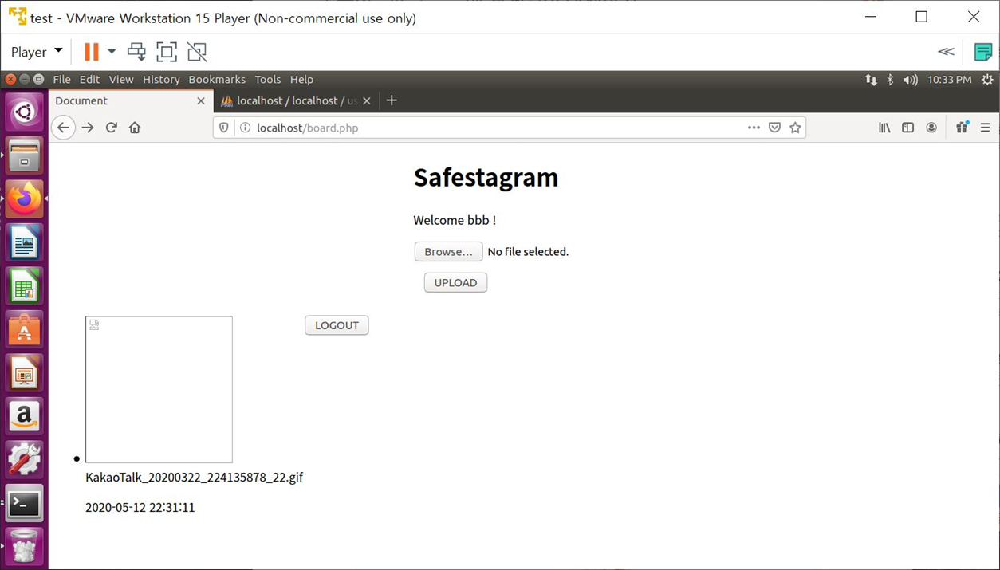 test - VMware Workstation 15 Player (Non-commercial use only)
Player
File Edit View History Bookmarks Tools Help 10:33 PM
Document localhost / localhost / us
localhost/board.php
Safestagram
Welcome bbb !
Browse... No file selected.
UPLOAD
LOGOUT
KakaoTalk_20200322_224135878_22.gif
2020-05-12 22:31:11